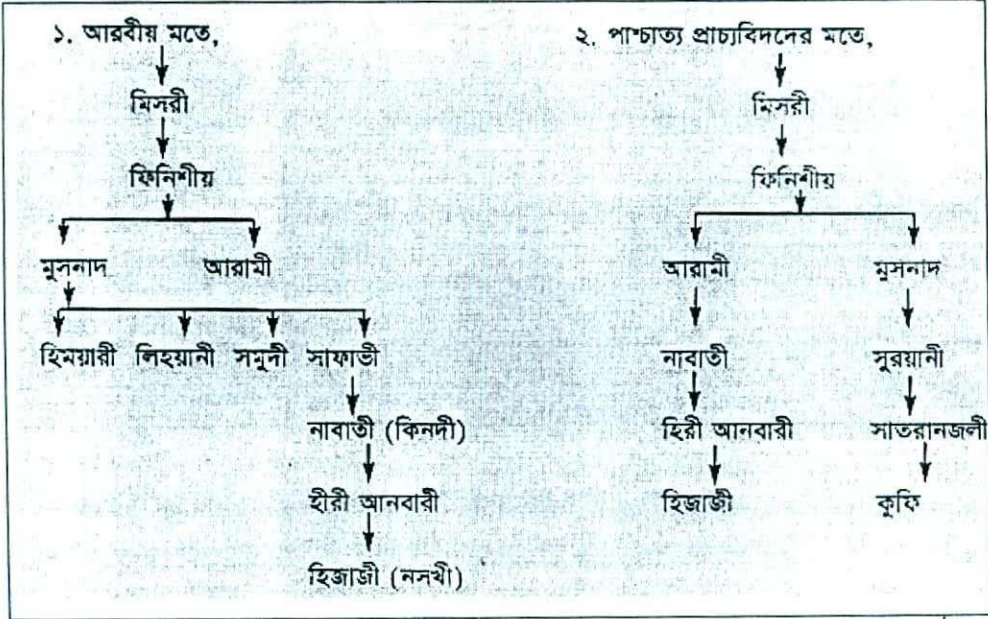 ১. আরবীয় মতে,
মিসরী
ফিনিশীয়
মুসনাদ আরামী
হিময়ারী লিহয়ানী সমুদী সাফাভী
নাবাতী (কিনদী)
হীরী আনবারী
হিজাজী (নসখী)
২. পাশ্চাত্য প্রাচ্যবিদদের মতে,
মিসরী
ফিনিশীয়
আরামী মুসনাদ
নাবাতী সুরয়ানী
হিরী আনবারী সাতরানজলী
হিজাজী কুফি